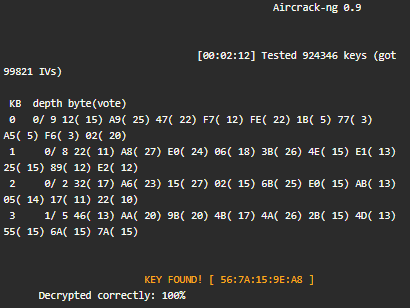 Aircrack-ng 0.9
[00:02:12] Tested 924346 keys (got
99821 IVs)
KB depth byte(vote)
0 0/ 9 12( 15) A9( 25) 47( 22) F7( 12) FE( 22) 1B( 5) 77( 3)
A5( 5) F6( 3) 02( 20)
1 0/ 8 22( 11) A8( 27) E0( 24) 06( 18) 3B( 26) 4E( 15) E1( 13)
25( 15) 89( 12) E2( 12)
2 0/ 2 32( 17) A6( 23) 15( 27) 02( 15) 6B( 25) E0( 15) AB( 13)
05( 14) 17( 11) 22( 10)
3 1/ 5 46( 13) AA( 20) 9B( 20) 4B( 17) 4A( 26) 2B( 15) 4D( 13)
55( 15) 6A( 15) 7A( 15)
KEY FOUND! [ 56:7A:15:9E:A8 ]
Decrypted correctly: 100%